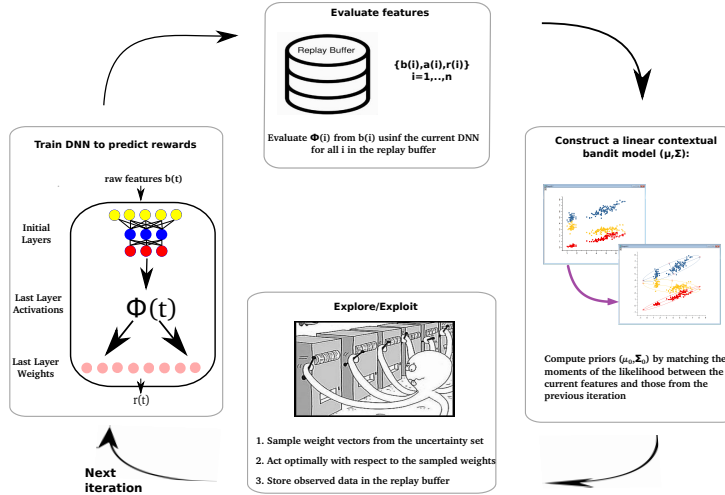 Evaluate features
Replay Buffer
{b(i),a(i),r(i)}
i=1,..,n
Evaluate Φ(i) from b(i) usinf the current DNN
for all i in the replay buffer
Train DNN to predict rewards
raw features b(t)
Initial
Layers
Last Layer
Activations
Φ(t)
Last Layer
Weights
r(t)
Construct a linear contextual
bandit model (μ,Σ):
Compute priors (μ₀,Σ₀) by matching the
moments of the likelihood between the
current features and those from the
previous iteration
Explore/Exploit
1. Sample weight vectors from the uncertainty set
2. Act optimally with respect to the sampled weights
3. Store observed data in the replay buffer
Next
iteration